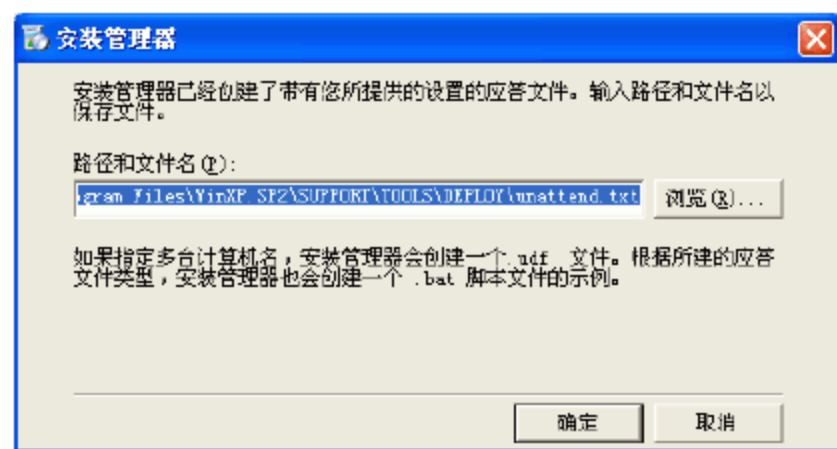 安装管理器
安装管理器已经创建了带有您所提供的设置的应答文件。输入路径和文件名以
保存文件。
路径和文件名(P):
gram Files\WinXP.SP2\SUPPORT\TOOLS\DEPLOY\unattend.txt
浏览(R)...
如果指定多台计算机名，安装管理器会创建一个.udf 文件。根据所建的应答
文件类型，安装管理器也会创建一个 .bat 脚本文件的示例。
确定
取消